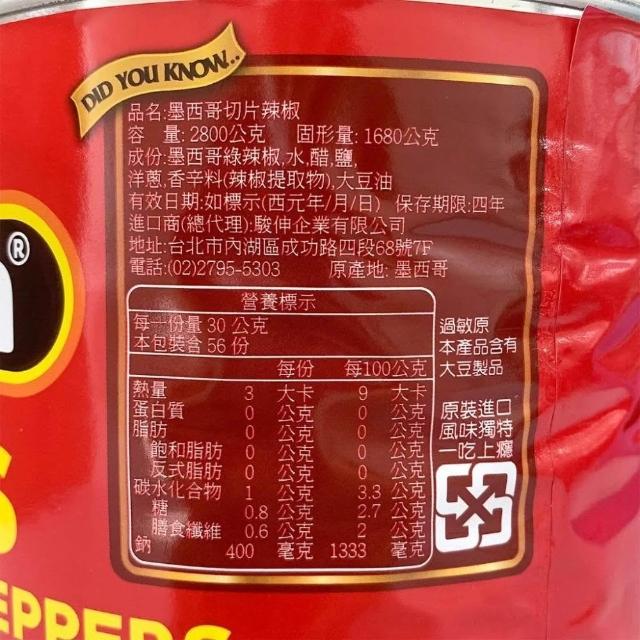 DID YOU KNOW..
品名:墨西哥切片辣椒
容 量: 2800公克 固形量: 1680公克
成份:墨西哥綠辣椒,水,醋,鹽,
洋蔥,香辛料(辣椒提取物),大豆油
有效日期:如標示(西元年/月/日) 保存期限:四年
進口商(總代理):駿伸企業有限公司
地址:台北市內湖區成功路四段68號7F
電話:(02)2795-5303 原產地: 墨西哥
營養標示
每一份量 30 公克
本包裝含 56 份
每份 每100公克
熱量 3 大卡 9 大卡
蛋白質 0 公克 0 公克
脂肪 0 公克 0 公克
飽和脂肪 0 公克 0 公克
反式脂肪 0 公克 0 公克
碳水化合物 1 公克 3.3 公克
糖 0.8 公克 2.7 公克
膳食纖維 0.6 公克 2 公克
鈉 400 毫克 1333 毫克
過敏原
本產品含有
大豆製品
原裝進口
風味獨特
一吃上癮
®
S
EPPERS